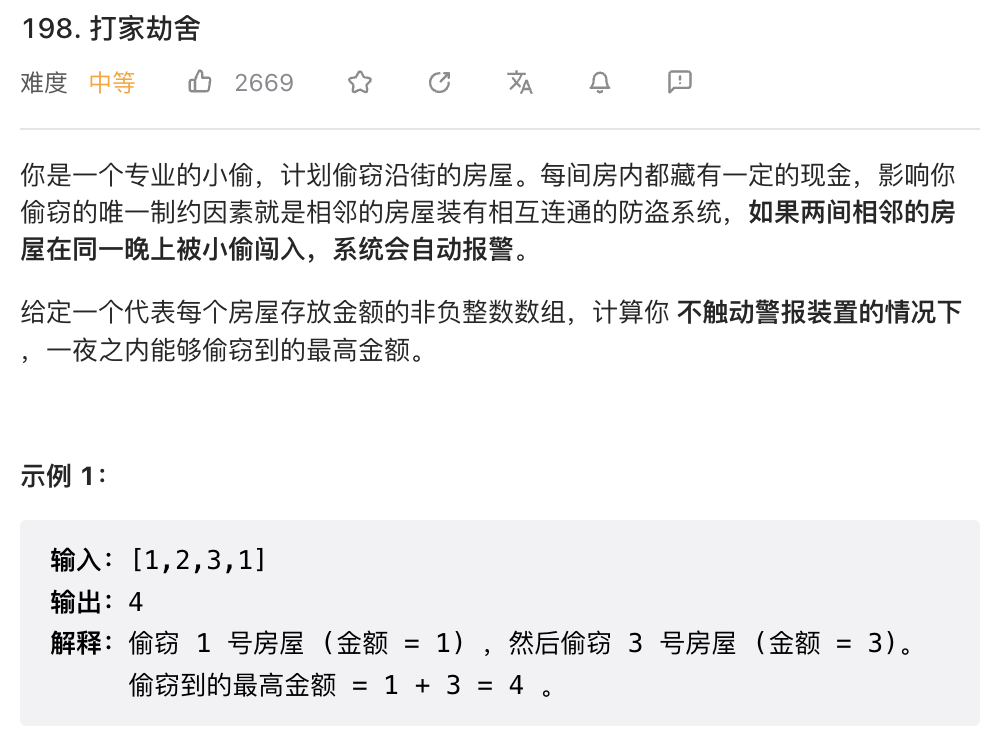 198. 打家劫舍
难度 中等 2669
你是一个专业的小偷，计划偷窃沿街的房屋。每间房内都藏有一定的现金，影响你
偷窃的唯一制约因素就是相邻的房屋装有相互连通的防盗系统，如果两间相邻的房
屋在同一晚上被小偷闯入，系统会自动报警。
给定一个代表每个房屋存放金额的非负整数数组，计算你 不触动警报装置的情况下
，一夜之内能够偷窃到的最高金额。
示例 1：
输入：[1,2,3,1]
输出：4
解释：偷窃 1 号房屋 (金额 = 1) ，然后偷窃 3 号房屋 (金额 = 3)。
偷窃到的最高金额 = 1 + 3 = 4 。